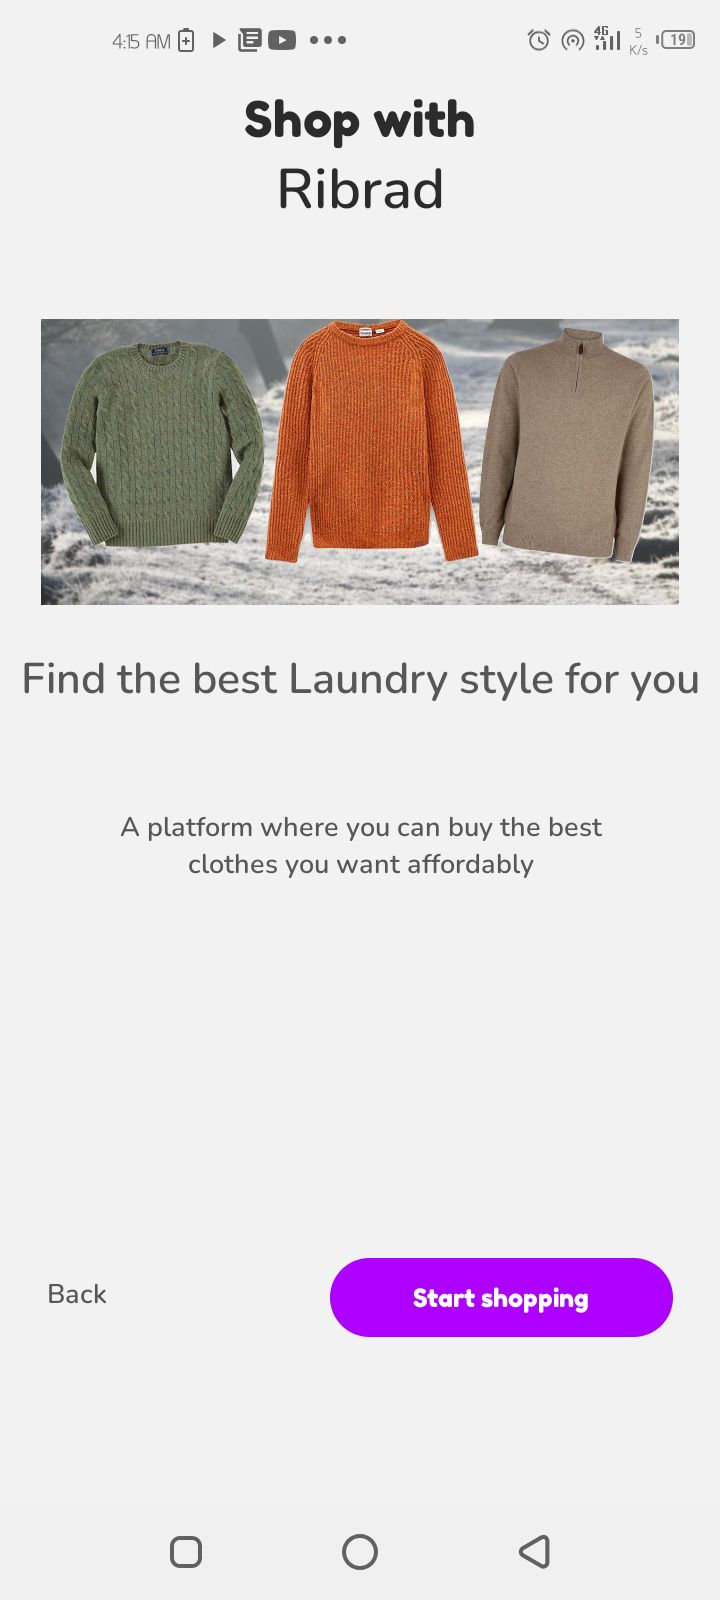 4:15 AM
4G
5
K/s
19
Shop with
Ribrad
Find the best Laundry style for you
A platform where you can buy the best
clothes you want affordably
Back
Start shopping